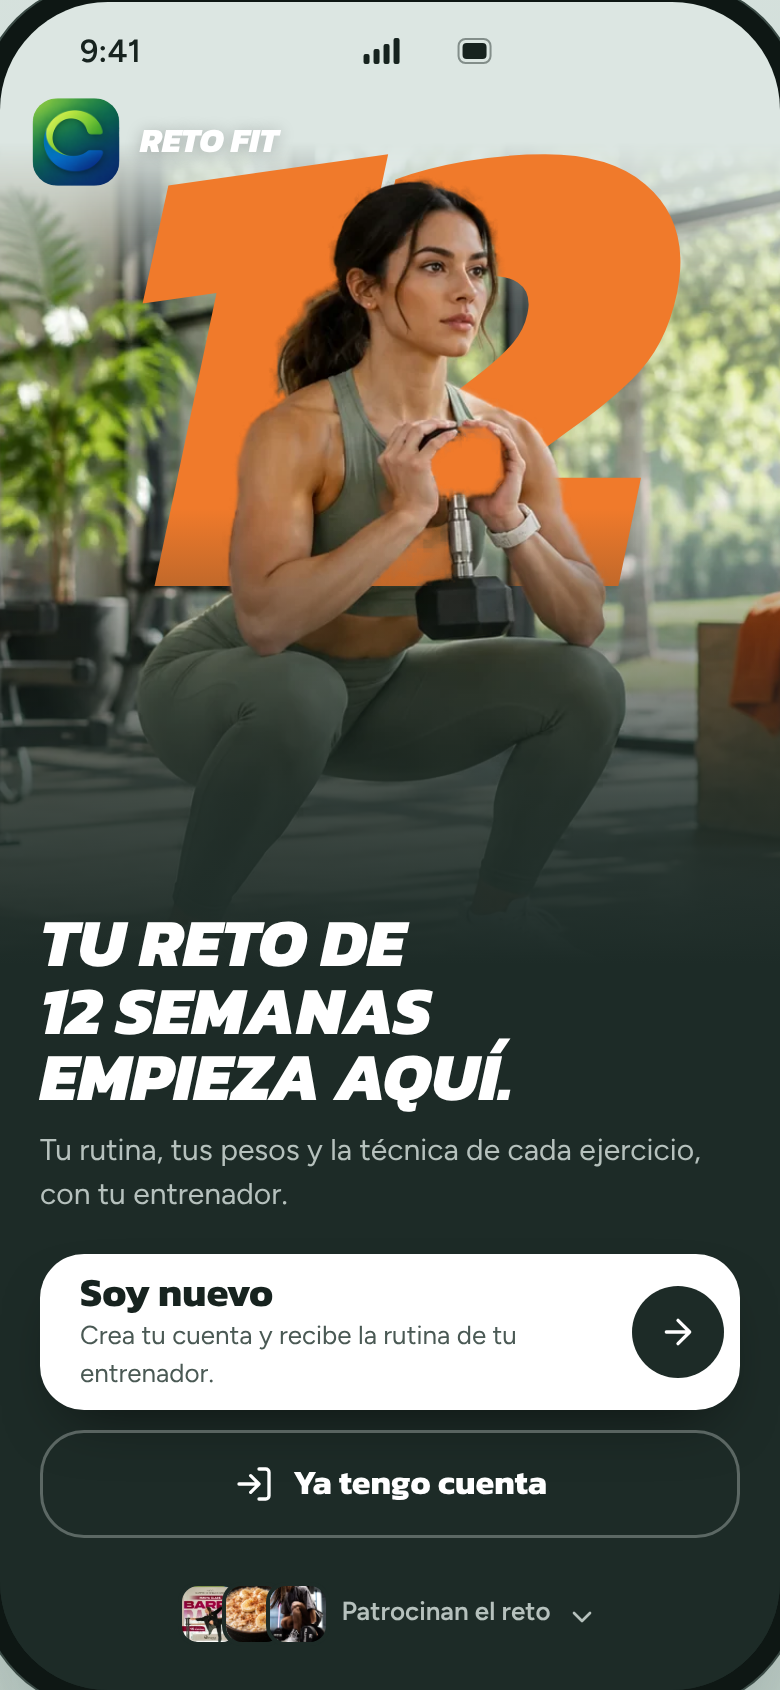 9:41
RETO FIT
12
TU RETO DE
12 SEMANAS
EMPIEZA AQUÍ.
Tu rutina, tus pesos y la técnica de cada ejercicio,
con tu entrenador.
Soy nuevo
Crea tu cuenta y recibe la rutina de tu
entrenador.
Ya tengo cuenta
Patrocinan el reto